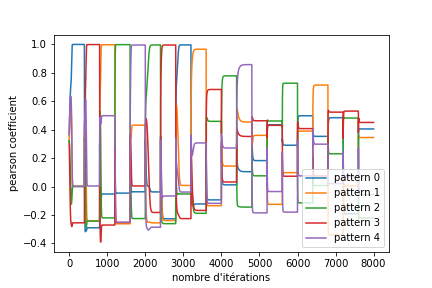 1.0
0.8
0.6
0.4
0.2
0.0
−0.2
−0.4
pearson coefficient
0
1000
2000
3000
4000
5000
6000
7000
8000
nombre d'itérations
pattern 0
pattern 1
pattern 2
pattern 3
pattern 4